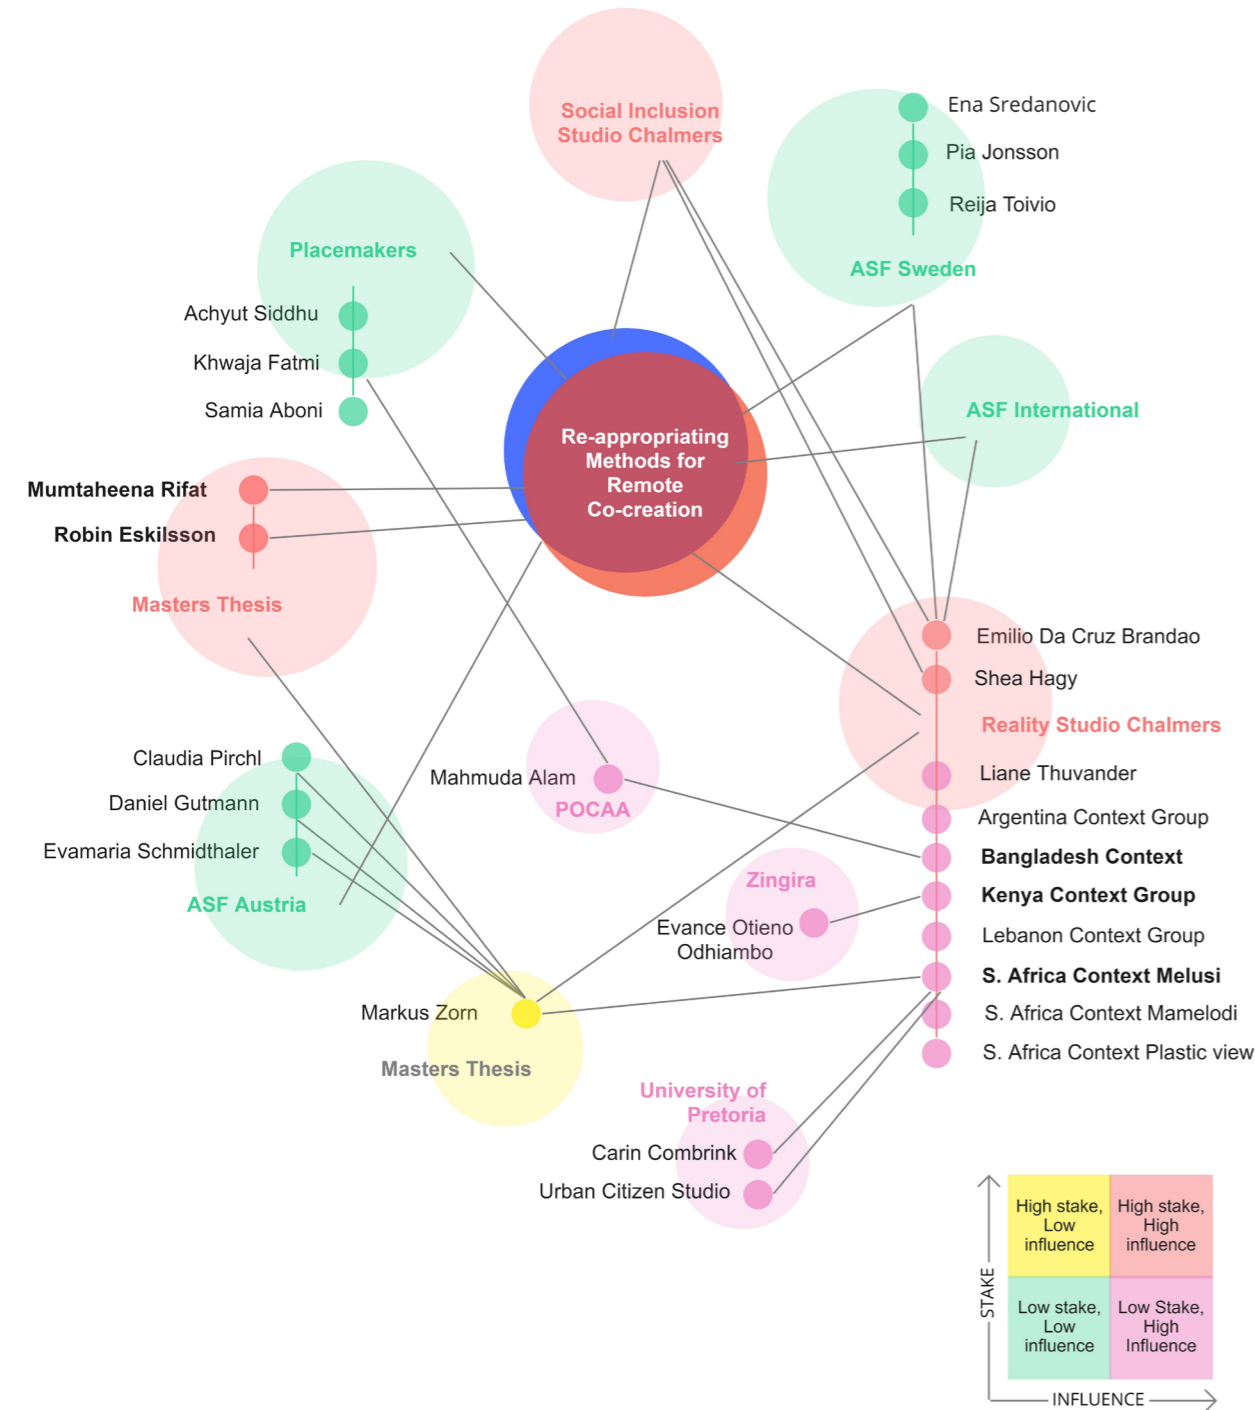 Social Inclusion
Studio Chalmers
Ena Sredanovic
Pia Jonsson
Reija Toivio
ASF Sweden
Placemakers
Achyut Siddhu
Khwaja Fatmi
Samia Aboni
ASF International
Re-appropriating
Methods for
Remote
Co-creation
Mumtaheena Rifat
Robin Eskilsson
Masters Thesis
Emilio Da Cruz Brandao
Shea Hagy
Reality Studio Chalmers
Liane Thuvander
Argentina Context Group
Bangladesh Context
Kenya Context Group
Lebanon Context Group
S. Africa Context Melusi
S. Africa Context Mamelodi
S. Africa Context Plastic view
Claudia Pirchl
Daniel Gutmann
Evamaria Schmidthaler
ASF Austria
Mahmuda Alam
POCAA
Zingira
Evance Otieno
Odhiambo
Markus Zorn
Masters Thesis
University of
Pretoria
Carin Combrink
Urban Citizen Studio
High stake,
Low
influence
High stake,
High
influence
Low stake,
Low
influence
Low Stake,
High
Influence
STAKE
INFLUENCE